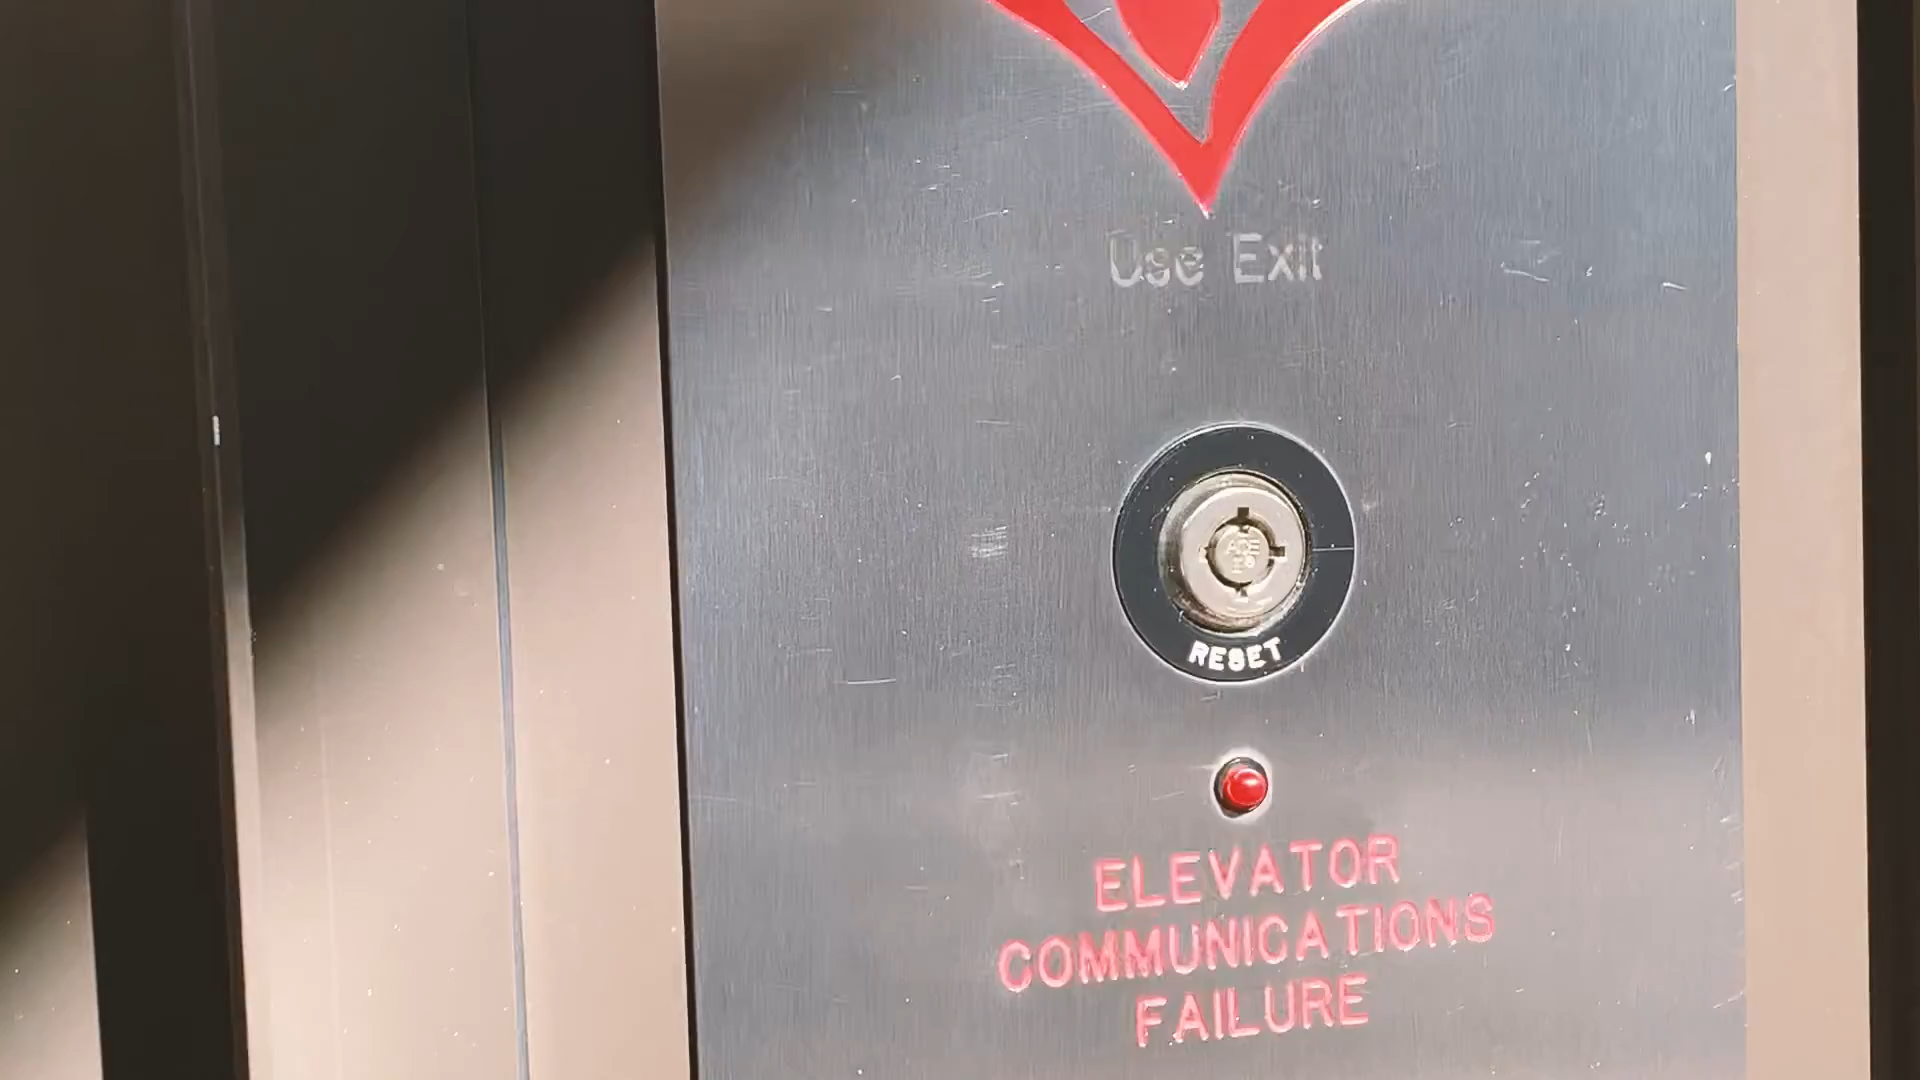 Use Exit
RESET
ELEVATOR
COMMUNICATIONS
FAILURE